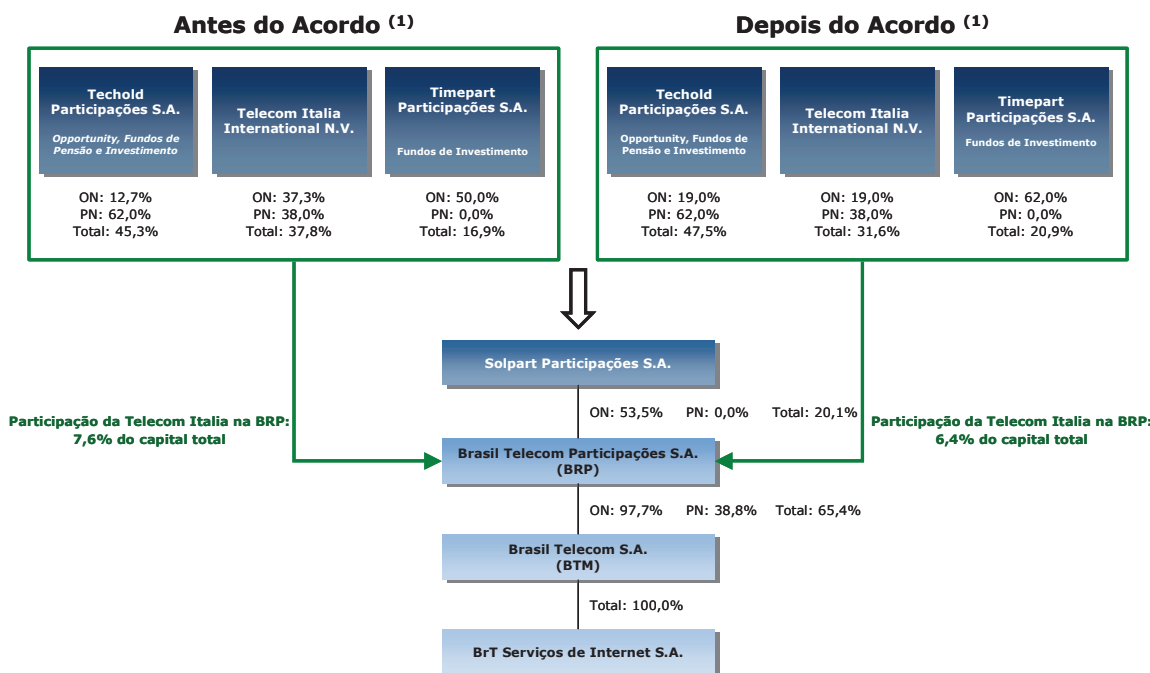 Antes do Acordo (1)
Techold
Participações S.A.
Opportunity, Fundos de
Pensão e Investimento
Telecom Italia
International N.V.
Timepart
Participações S.A.
Fundos de Investimento
ON: 12,7%
PN: 62,0%
Total: 45,3%
ON: 37,3%
PN: 38,0%
Total: 37,8%
ON: 50,0%
PN: 0,0%
Total: 16,9%
Depois do Acordo (1)
Techold
Participações S.A.
Opportunity, Fundos de
Pensão e Investimento
Telecom Italia
International N.V.
Timepart
Participações S.A.
Fundos de Investimento
ON: 19,0%
PN: 62,0%
Total: 47,5%
ON: 19,0%
PN: 38,0%
Total: 31,6%
ON: 62,0%
PN: 0,0%
Total: 20,9%
Solpart Participações S.A.
ON: 53,5% PN: 0,0% Total: 20,1%
Participação da Telecom Italia na BRP:
7,6% do capital total
Participação da Telecom Italia na BRP:
6,4% do capital total
Brasil Telecom Participações S.A.
(BRP)
ON: 97,7% PN: 38,8% Total: 65,4%
Brasil Telecom S.A.
(BTM)
Total: 100,0%
BrT Serviços de Internet S.A.